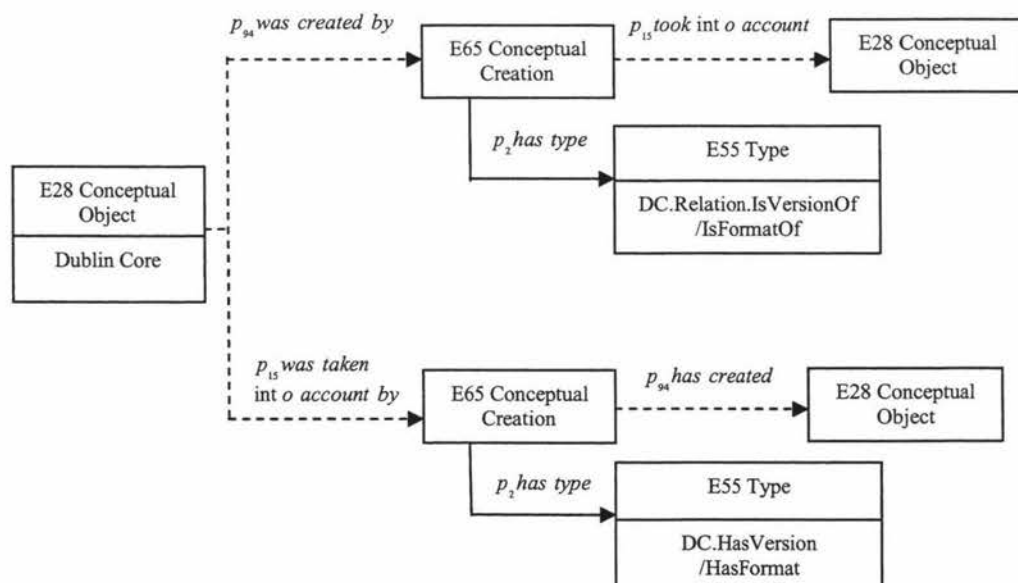 p₉₄ was created by
E65 Conceptual
Creation
p₁₅ took int o account
E28 Conceptual
Object
p₂ has type
E55 Type
DC.Relation.IsVersionOf
/IsFormatOf
E28 Conceptual
Object
Dublin Core
p₁₅ was taken
int o account by
E65 Conceptual
Creation
p₉₄ has created
E28 Conceptual
Object
p₂ has type
E55 Type
DC.HasVersion
/HasFormat